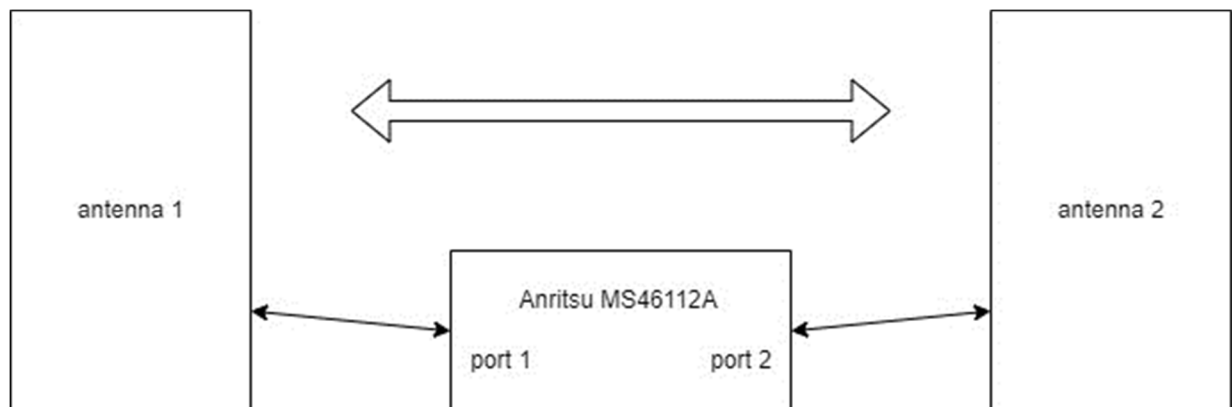 antenna 1
antenna 2
Anritsu MS46112A
port 1
port 2